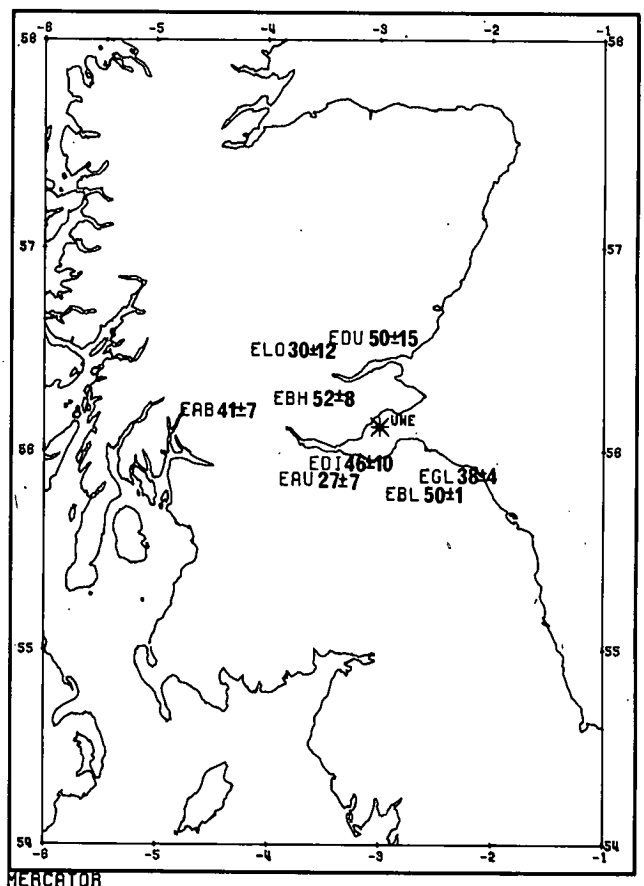 -6 -5 -4 -3 -2 -1
58 58
57 57
EDU 50±15
ELO 30±12
EBH 52±8
EAB 41±7
UWE
56 56
EDI 46±10
EAU 27±7
EGL 38±4
EBL 50±1
55 55
54 54
-6 -5 -4 -3 -2 -1
MERCATOR